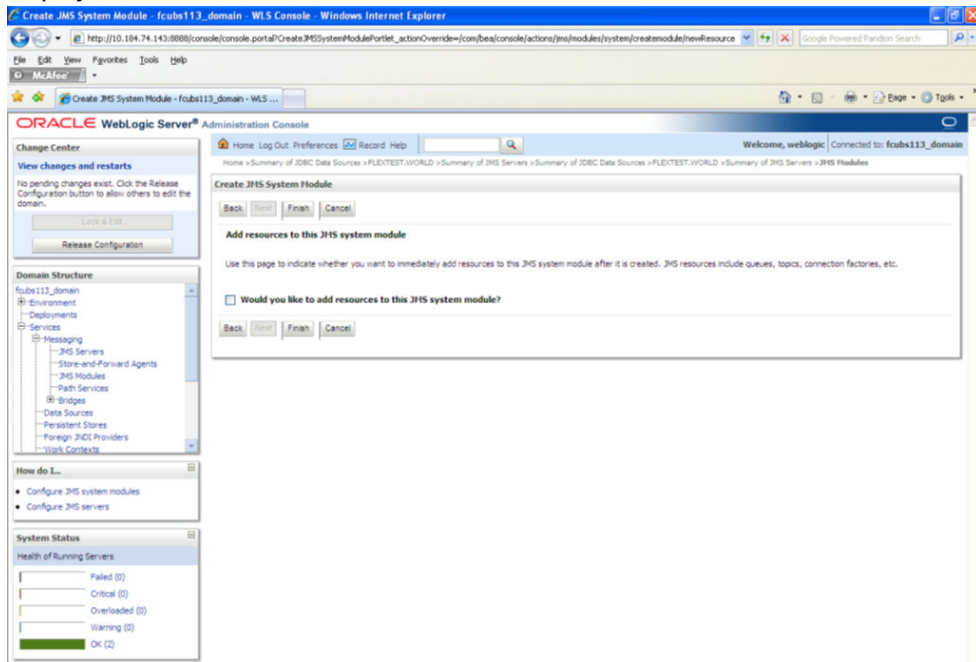 Create JMS System Module - fcubs113_domain - WLS Console - Windows Internet Explorer
http://10.184.74.143:8888/console/console.portal?CreateJMSSystemModulePortlet_actionOverride=/com/bea/console/actions/jms/modules/system/createmodule/newResource
Google Powered Pandion Search
File Edit View Favorites Tools Help
McAfee
Create JMS System Module - fcubs113_domain - WLS ...
Page Tools
ORACLE WebLogic Server® Administration Console
Change Center
View changes and restarts
No pending changes exist. Click the Release
Configuration button to allow others to edit the
domain.
Lock & Edit
Release Configuration
Domain Structure
fcubs113_domain
Environment
Deployments
Services
Messaging
JMS Servers
Store-and-Forward Agents
JMS Modules
Path Services
Bridges
Data Sources
Persistent Stores
Foreign JNDI Providers
Work Contexts
How do I...
Configure JMS system modules
Configure JMS servers
System Status
Health of Running Servers
Failed (0)
Critical (0)
Overloaded (0)
Warning (0)
OK (2)
Home Log Out Preferences Record Help
Welcome, weblogic Connected to: fcubs113_domain
Home >Summary of JDBC Data Sources >FLEXTEST.WORLD >Summary of JMS Servers >Summary of JDBC Data Sources >FLEXTEST.WORLD >Summary of JMS Servers >JMS Modules
Create JMS System Module
Back Next Finish Cancel
Add resources to this JMS system module
Use this page to indicate whether you want to immediately add resources to this JMS system module after it is created. JMS resources include queues, topics, connection factories, etc.
Would you like to add resources to this JMS system module?
Back Next Finish Cancel